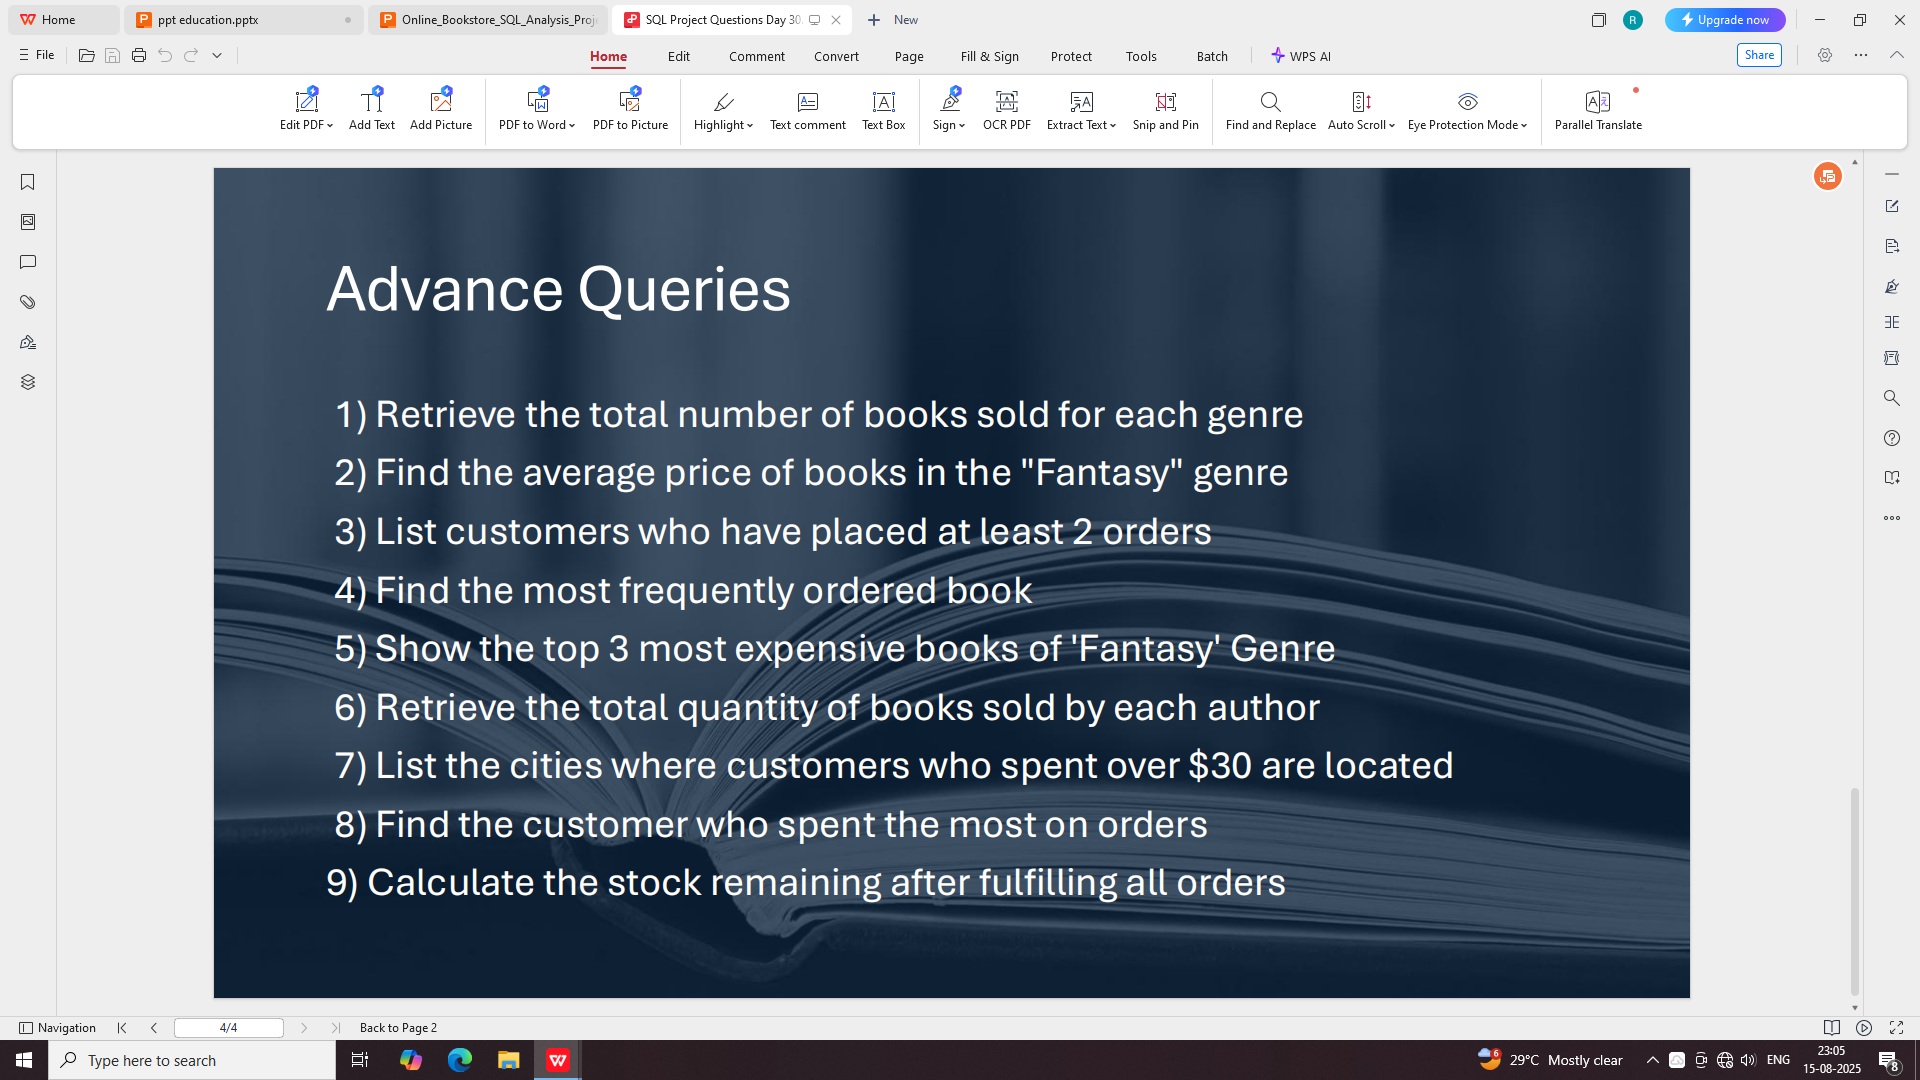 Home
ppt education.pptx
Online_Bookstore_SQL_Analysis_Proj
SQL Project Questions Day 30.
New
R
Upgrade now
File
Home
Edit
Comment
Convert
Page
Fill & Sign
Protect
Tools
Batch
WPS AI
Share
Edit PDF
Add Text
Add Picture
PDF to Word
PDF to Picture
Highlight
Text comment
Text Box
Sign
OCR PDF
Extract Text
Snip and Pin
Find and Replace
Auto Scroll
Eye Protection Mode
Parallel Translate
Advance Queries
1) Retrieve the total number of books sold for each genre
2) Find the average price of books in the "Fantasy" genre
3) List customers who have placed at least 2 orders
4) Find the most frequently ordered book
5) Show the top 3 most expensive books of 'Fantasy' Genre
6) Retrieve the total quantity of books sold by each author
7) List the cities where customers who spent over $30 are located
8) Find the customer who spent the most on orders
9) Calculate the stock remaining after fulfilling all orders
Navigation
4/4
Back to Page 2
Type here to search
6
29°C Mostly clear
ENG
23:05
15-08-2025
8